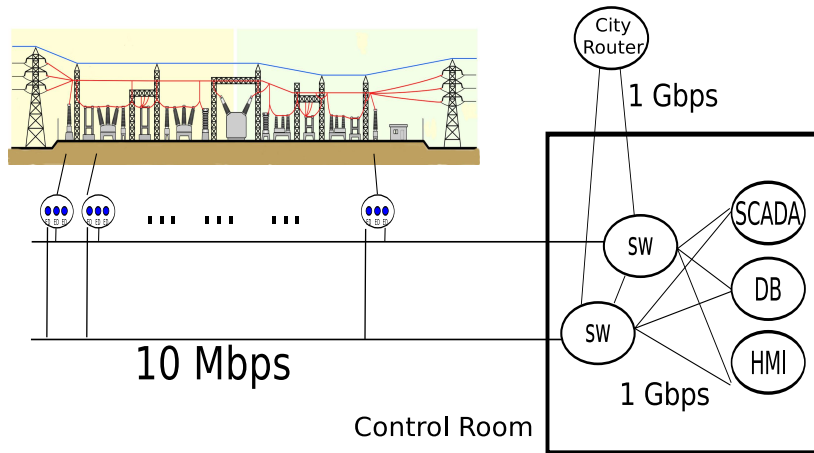 City
Router
1 Gbps
SCADA
SW
DB
SW
10 Mbps
HMI
1 Gbps
Control Room